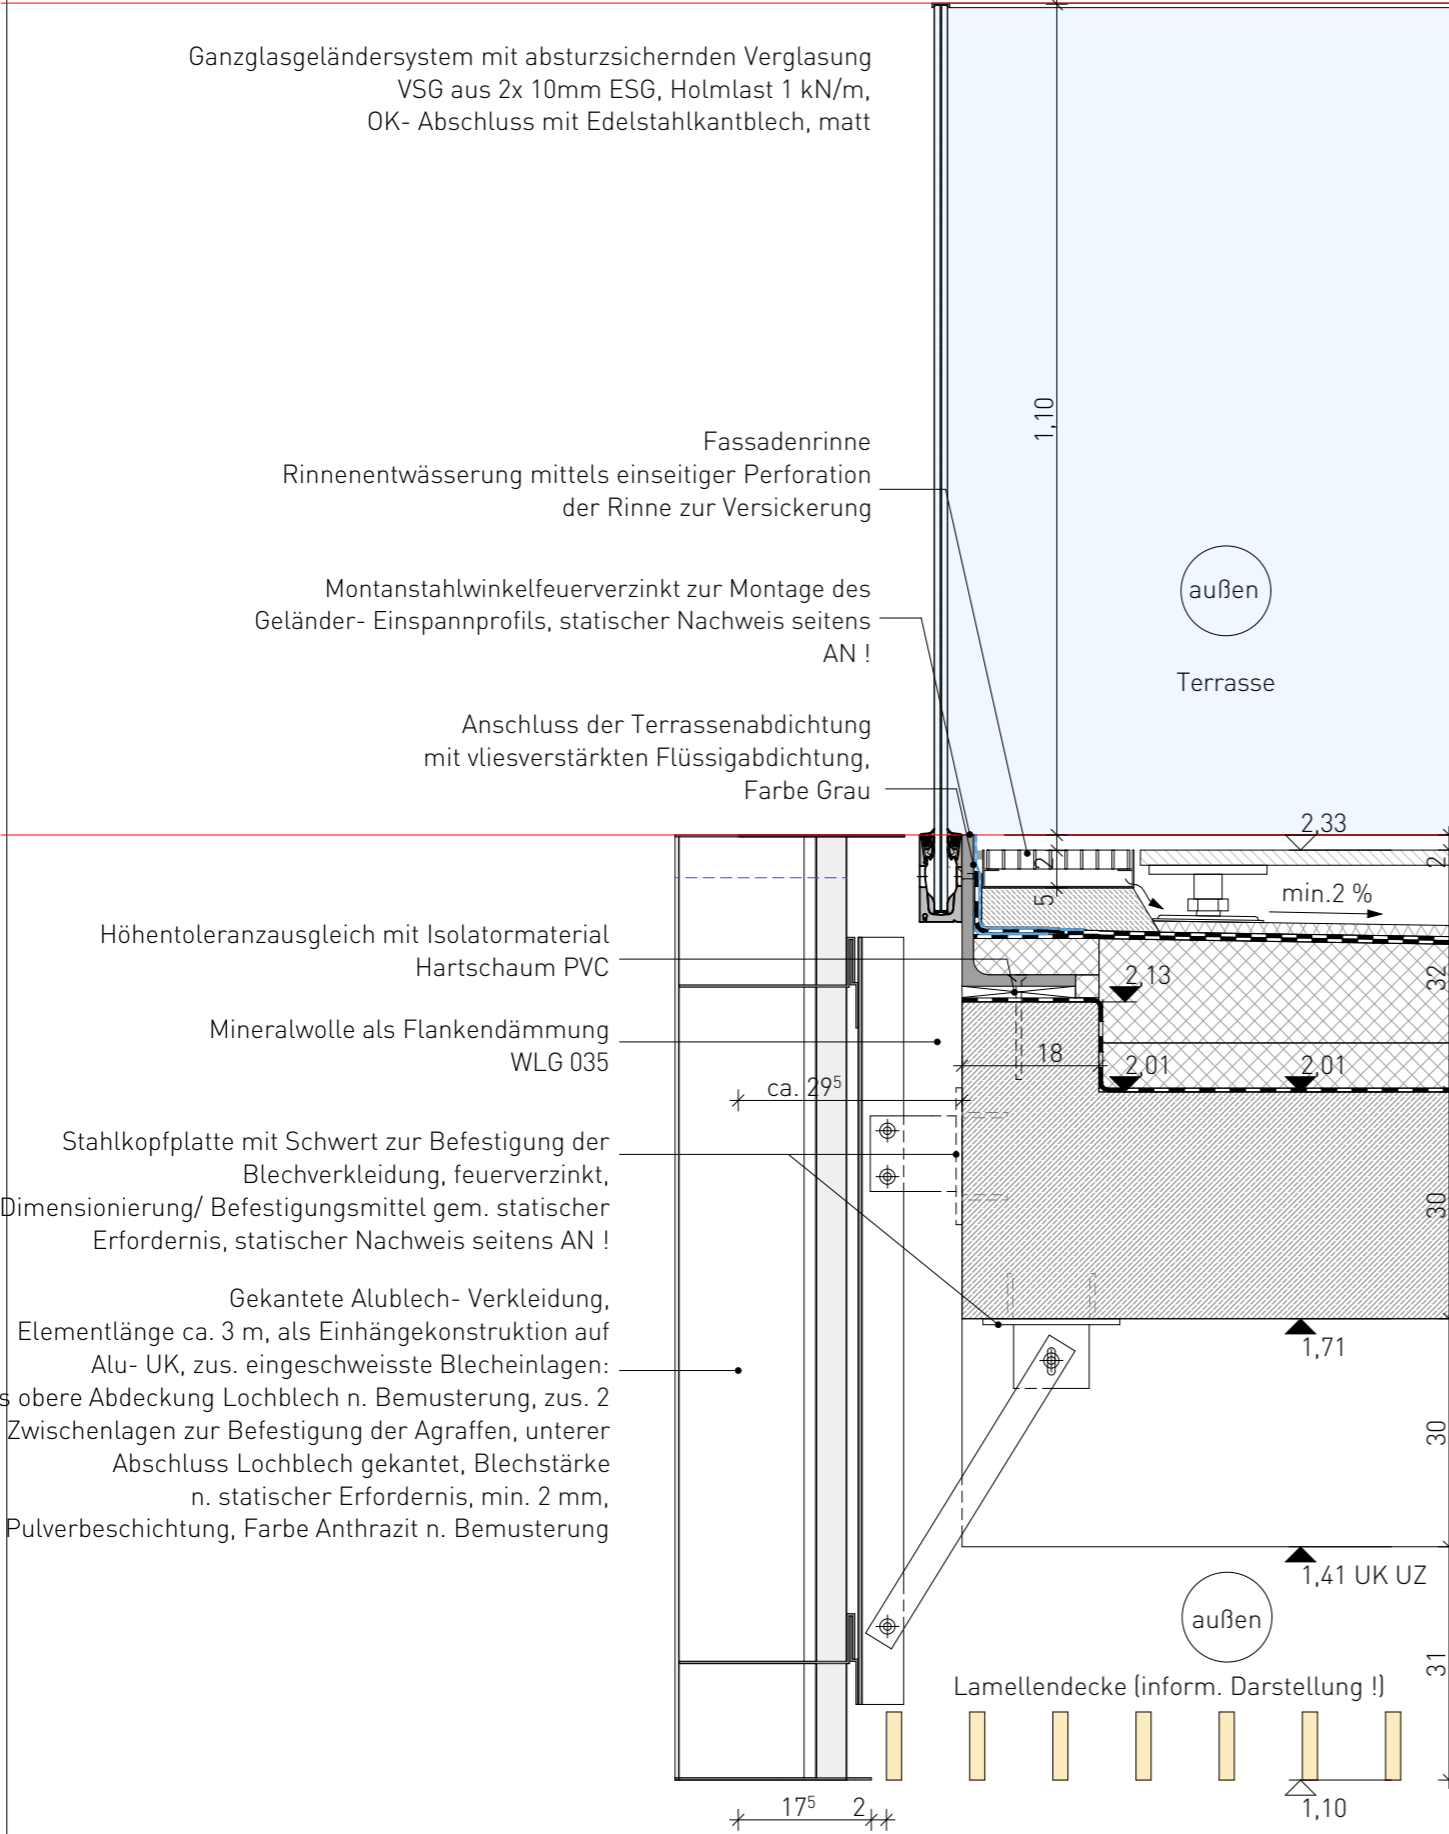 Ganzglasgeländersystem mit absturzsichernden Verglasung
VSG aus 2x 10mm ESG, Holmlast 1 kN/m,
OK- Abschluss mit Edelstahlkantblech, matt
1,10
Fassadenrinne
Rinnenentwässerung mittels einseitiger Perforation
der Rinne zur Versickerung
außen
Terrasse
Montanstahlwinkelfeuerverzinkt zur Montage des
Geländer- Einspannprofils, statischer Nachweis seitens
AN !
Anschluss der Terrassenabdichtung
mit vliesverstärkten Flüssigabdichtung,
Farbe Grau
2,33
2
2
5
min.2 %
Höhentoleranzausgleich mit Isolatormaterial
Hartschaum PVC
2,13
32
Mineralwolle als Flankendämmung
WLG 035
18
2,01
2,01
ca. 29⁵
Stahlkopfplatte mit Schwert zur Befestigung der
Blechverkleidung, feuerverzinkt,
Dimensionierung/ Befestigungsmittel gem. statischer
Erfordernis, statischer Nachweis seitens AN !
30
Gekantete Alublech- Verkleidung,
Elementlänge ca. 3 m, als Einhängekonstruktion auf
Alu- UK, zus. eingeschweisste Blecheinlagen:
s obere Abdeckung Lochblech n. Bemusterung, zus. 2
Zwischenlagen zur Befestigung der Agraffen, unterer
Abschluss Lochblech gekantet, Blechstärke
n. statischer Erfordernis, min. 2 mm,
Pulverbeschichtung, Farbe Anthrazit n. Bemusterung
1,71
30
1,41 UK UZ
außen
31
Lamellendecke (inform. Darstellung !)
17⁵
2
1,10